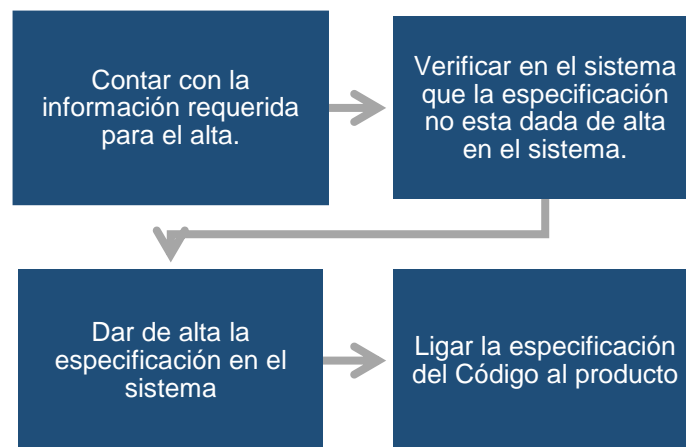 Contar con la
información requerida
para el alta.
Verificar en el sistema
que la especificación
no esta dada de alta
en el sistema.
Dar de alta la
especificación en el
sistema
Ligar la especificación
del Código al producto